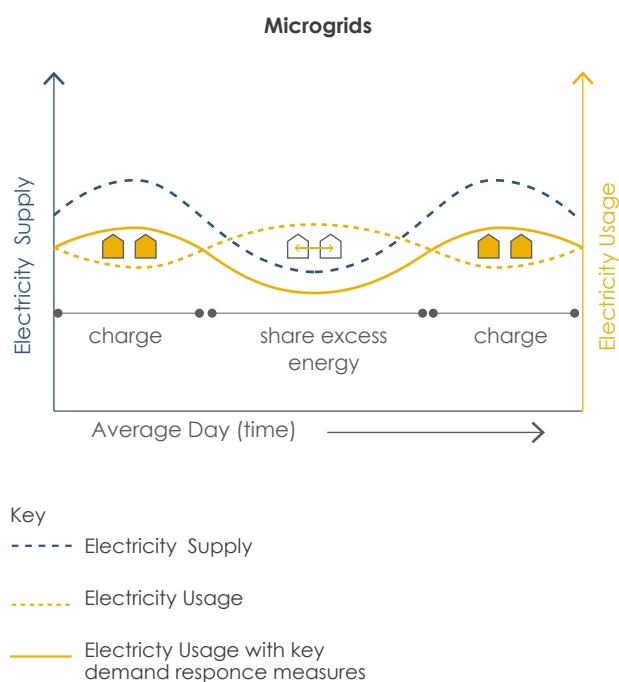 Microgrids
Electricity Supply
Electricity Usage
charge
share excess
energy
charge
Average Day (time)
Key
Electricity Supply
Electricity Usage
Electricty Usage with key
demand responce measures